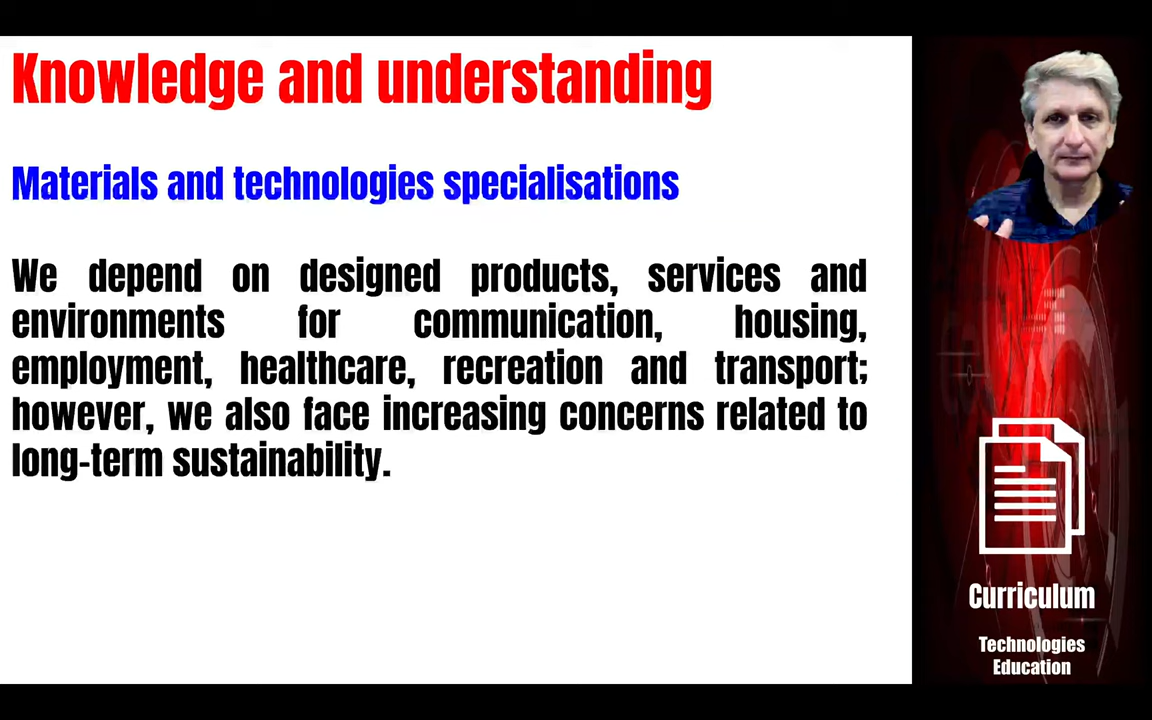 Knowledge and understanding
Materials and technologies specialisations
We depend on designed products, services and
environments for communication, housing,
employment, healthcare, recreation and transport;
however, we also face increasing concerns related to
long-term sustainability.
Curriculum
Technologies
Education